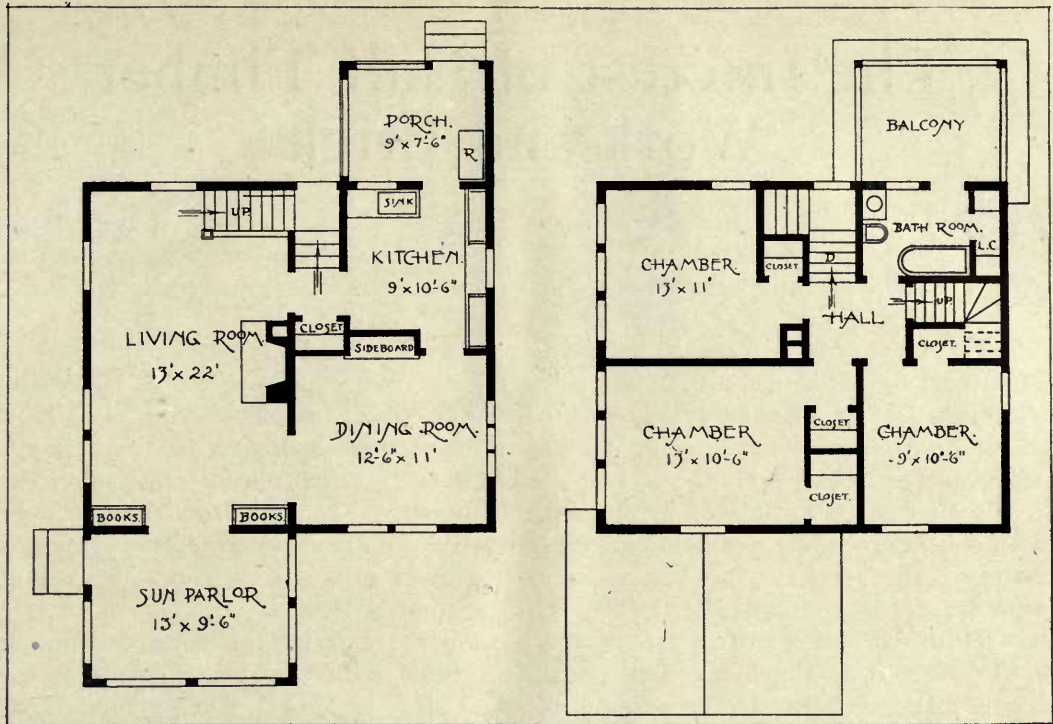 PORCH.
9' x 7'-6"
R
UP.
SINK
KITCHEN.
9' x 10'-6"
LIVING ROOM.
13' x 22'
CLOSET
SIDEBOARD
DINING ROOM.
12'-6" x 11'
BOOKS
BOOKS
SUN PARLOR
13' x 9'-6"
BALCONY
BATH ROOM.
L.C.
CHAMBER.
13' x 11'
CLOSET
D
UP
HALL
CLOSET.
CHAMBER
13' x 10'-6"
CLOSET
CLOSET.
CHAMBER.
9' x 10'-6"